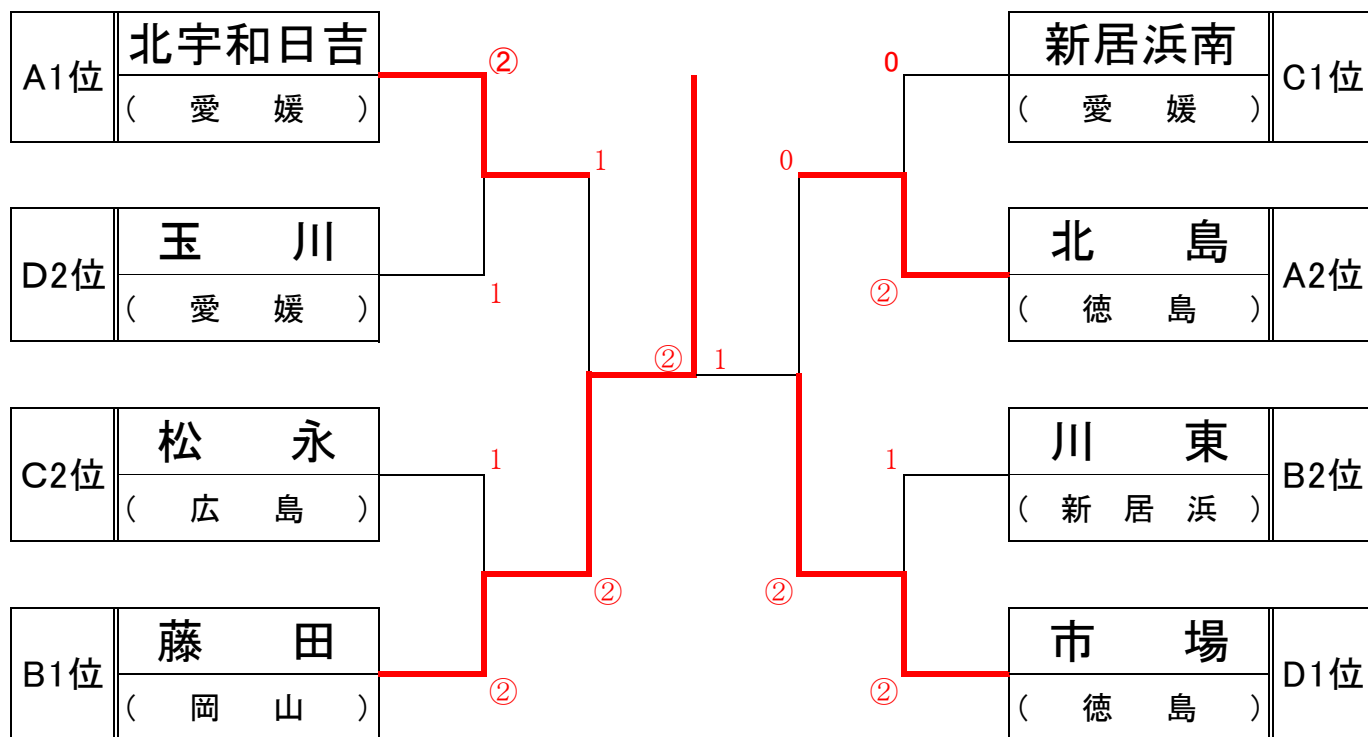 A1位
北宇和日吉
(愛媛)
②
D2位
玉川
(愛媛)
1
1
C2位
松永
(広島)
1
B1位
藤田
(岡山)
②
②
②
1
新居浜南
(愛媛)
C1位
0
北島
(徳島)
A2位
②
0
川東
(新居浜)
B2位
1
市場
(徳島)
D1位
②
②